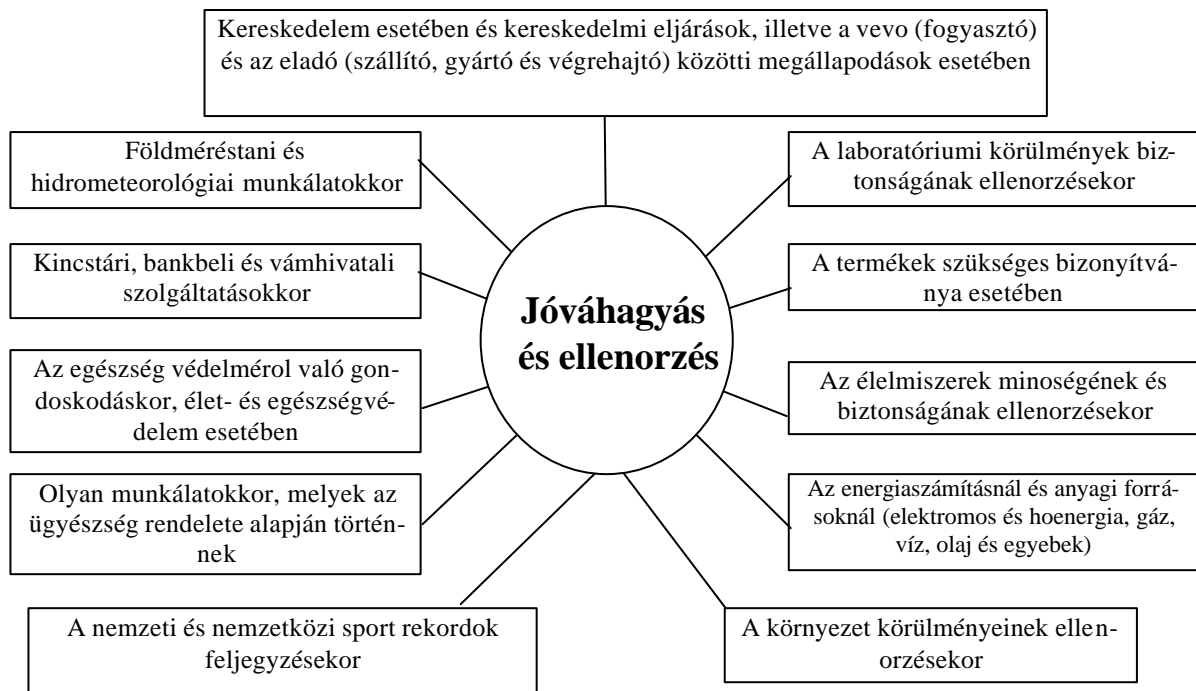 Kereskedelem esetében és kereskedelmi eljárások, illetve a vevo (fogyasztó)
és az eladó (szállító, gyártó és végrehajtó) közötti megállapodások esetében
Földméréstani és
hidrometeorológiai munkálatokkor
A laboratóriumi körülmények biz-
tonságának ellenorzésekor
Kincstári, bankbeli és vámhivatali
szolgáltatásokkor
A termékek szükséges bizonyítvá-
nya esetében
Jóváhagyás
és ellenorzés
Az egészség védelmérol való gon-
doskodáskor, élet- és egészségvé-
delem esetében
Az élelmiszerek minoségének és
biztonságának ellenorzésekor
Olyan munkálatokkor, melyek az
ügyészség rendelete alapján történ-
nek
Az energiaszámításnál és anyagi forrá-
soknál (elektromos és hoenergia, gáz,
víz, olaj és egyebek)
A nemzeti és nemzetközi sport rekordok
feljegyzésekor
A környezet körülményeinek ellen-
orzésekor